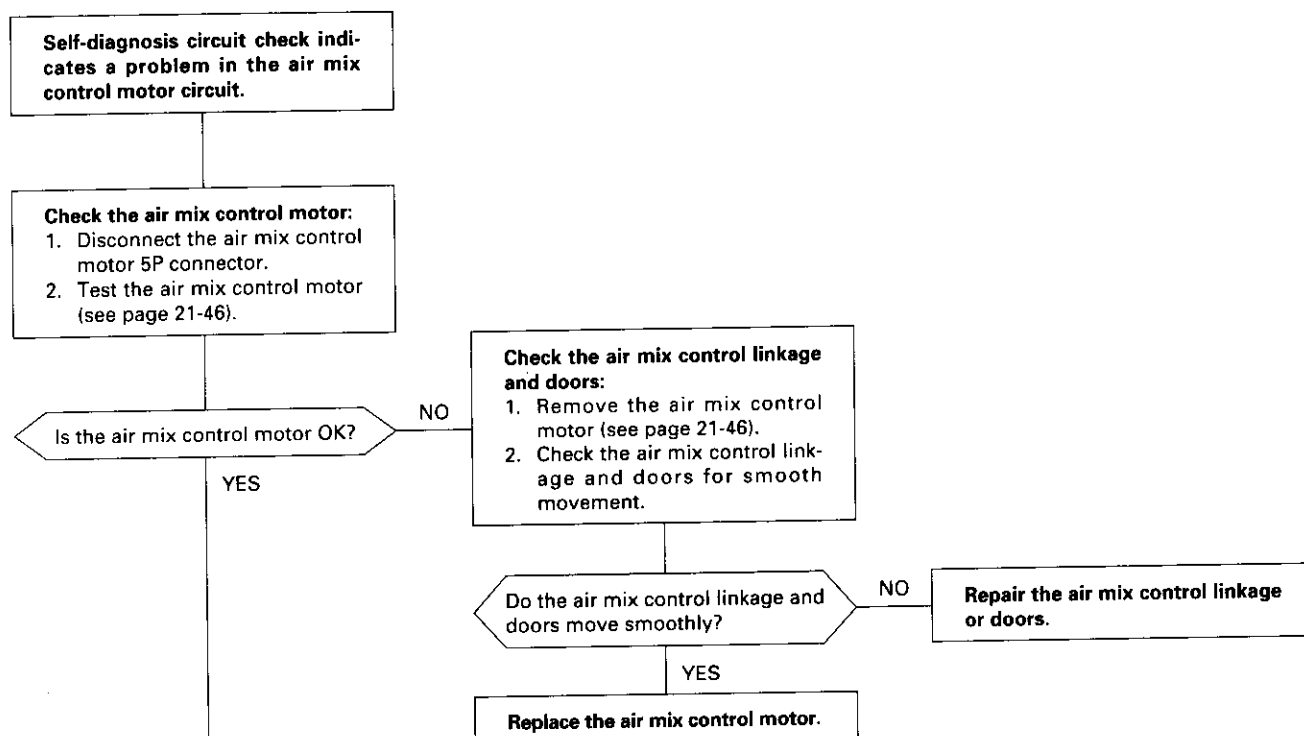 Self-diagnosis circuit check indi-
cates a problem in the air mix
control motor circuit.
Check the air mix control motor:
1. Disconnect the air mix control
motor 5P connector.
2. Test the air mix control motor
(see page 21-46).
Is the air mix control motor OK?
NO
YES
Check the air mix control linkage
and doors:
1. Remove the air mix control
motor (see page 21-46).
2. Check the air mix control link-
age and doors for smooth
movement.
Do the air mix control linkage and
doors move smoothly?
NO
Repair the air mix control linkage
or doors.
YES
Replace the air mix control motor.